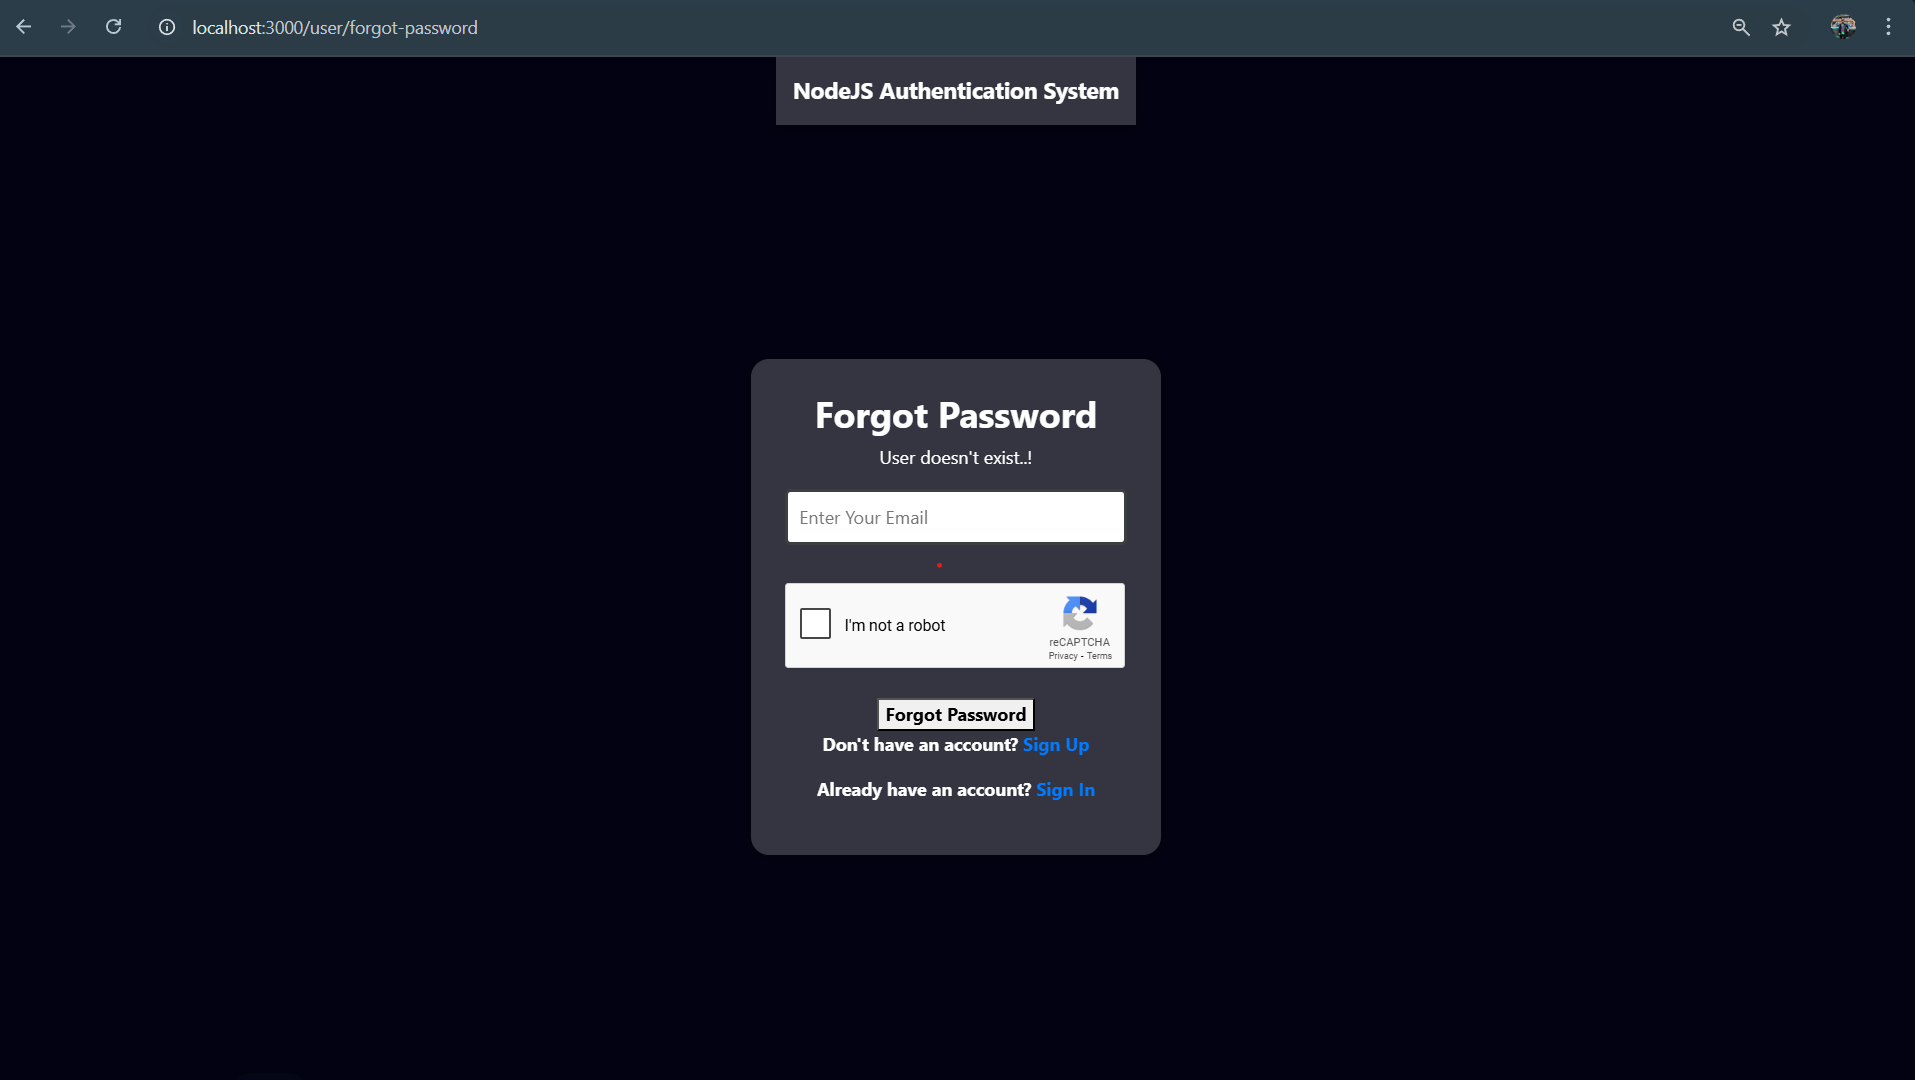 localhost:3000/user/forgot-password
NodeJS Authentication System
Forgot Password
User doesn't exist..!
Enter Your Email
I'm not a robot
reCAPTCHA
Privacy - Terms
Forgot Password
Don't have an account? Sign Up
Already have an account? Sign In